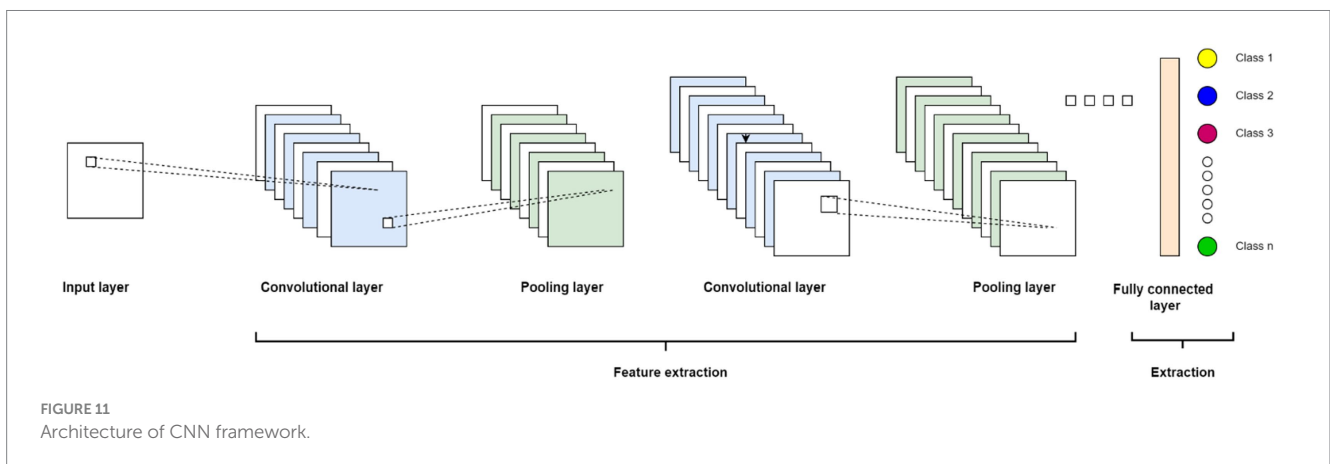 Class 1
Class 2
Class 3
Class n
Input layer
Convolutional layer
Pooling layer
Convolutional layer
Pooling layer
Fully connected
layer
Feature extraction
Extraction
FIGURE 11
Architecture of CNN framework.